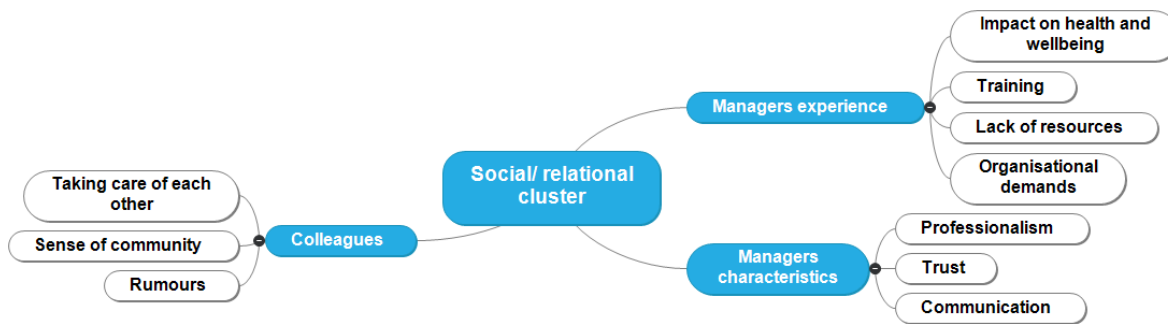 Social/ relational
cluster
Managers experience
Impact on health and
wellbeing
Training
Lack of resources
Organisational
demands
Managers
characteristics
Professionalism
Trust
Communication
Colleagues
Taking care of each
other
Sense of community
Rumours